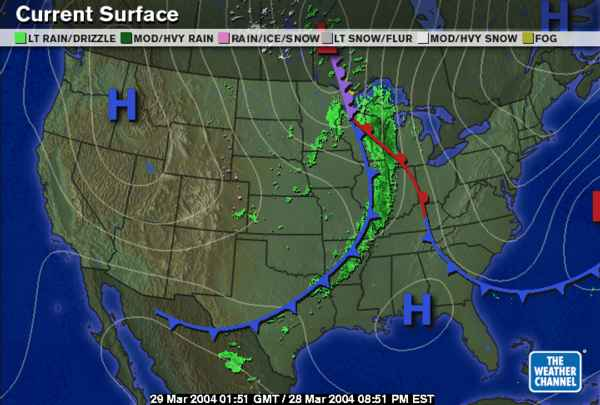 Current Surface
LT RAIN/DRIZZLE MOD/HVY RAIN RAIN/ICE/SNOW LT SNOW/FLUR MOD/HVY SNOW FOG
H
H
H
THE
WEATHER
CHANNEL
29 Mar 2004 01:51 GMT / 28 Mar 2004 08:51 PM EST